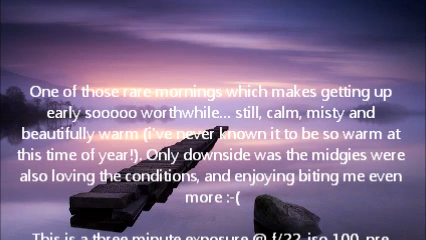 One of those rare mornings which makes getting up
early sooooo worthwhile... still, calm, misty and
beautifully warm (i've never known it to be so warm at
this time of year!). Only downside was the midgies were
also loving the conditions, and enjoying biting me even
more :-(
This is a three minute exposure @ f/22, iso 100, pre